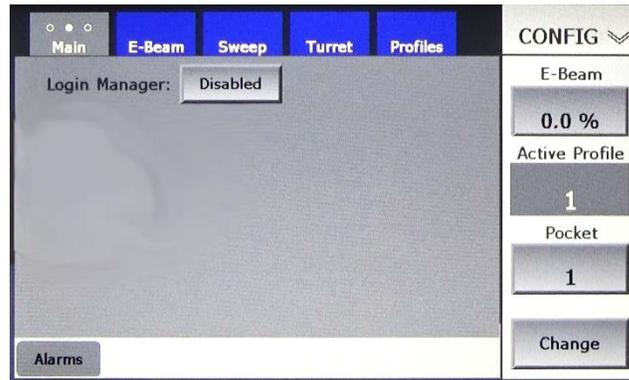 Main
E-Beam
Sweep
Turret
Profiles
CONFIG
Login Manager: Disabled
E-Beam
0.0 %
Active Profile
1
Pocket
1
Change
Alarms